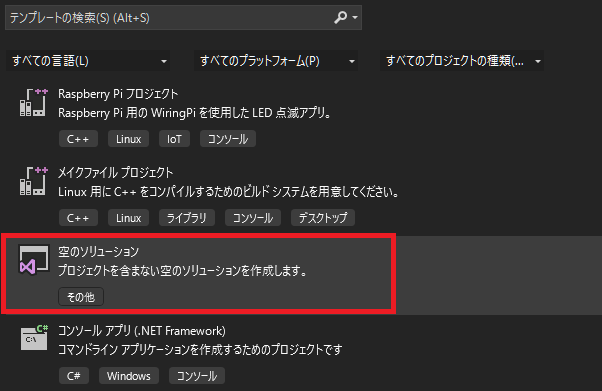 テンプレートの検索(S) (Alt+S)
すべての言語(L) すべてのプラットフォーム(P) すべてのプロジェクトの種類(...
Raspberry Pi プロジェクト
Raspberry Pi 用の WiringPi を使用した LED 点滅アプリ。
C++ Linux IoT コンソール
メイクファイル プロジェクト
Linux 用に C++ をコンパイルするためのビルド システムを用意してください。
C++ Linux ライブラリ コンソール デスクトップ
空のソリューション
プロジェクトを含まない空のソリューションを作成します。
その他
C#
C:\
コンソール アプリ (.NET Framework)
コマンドライン アプリケーションを作成するためのプロジェクトです
C# Windows コンソール